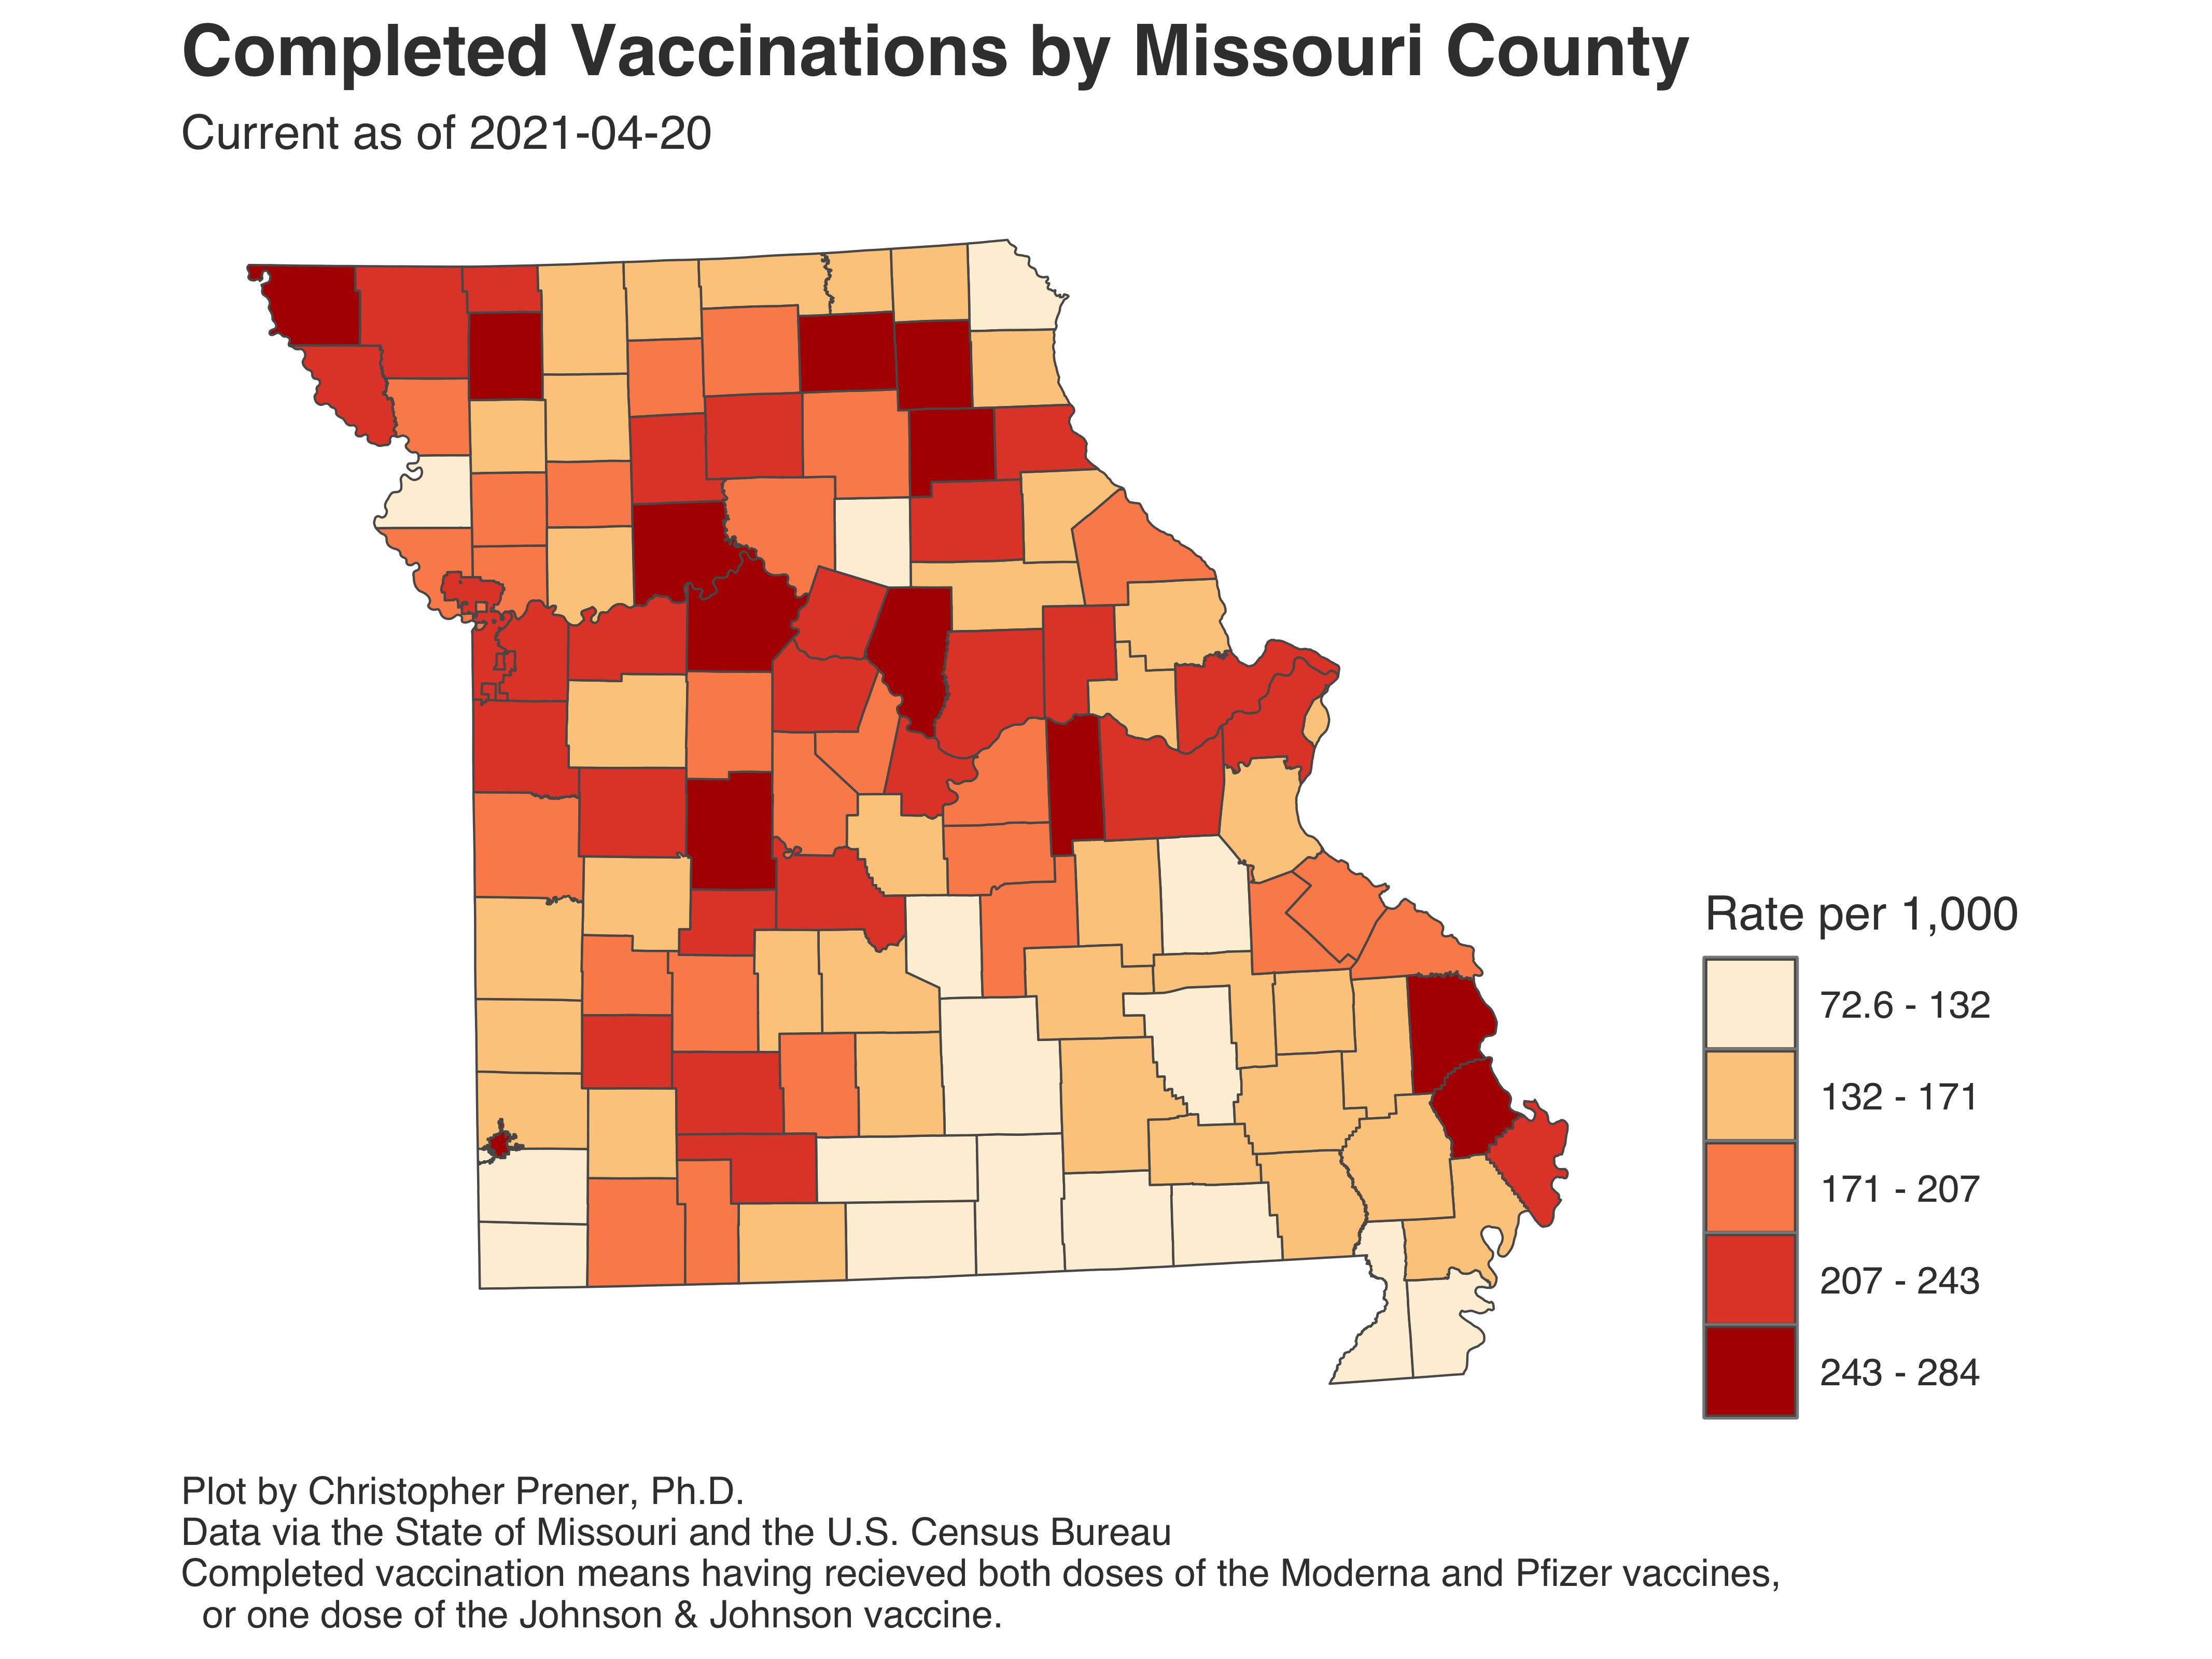 Completed Vaccinations by Missouri County
Current as of 2021-04-20
Rate per 1,000
72.6 - 132
132 - 171
171 - 207
207 - 243
243 - 284
Plot by Christopher Prener, Ph.D.
Data via the State of Missouri and the U.S. Census Bureau
Completed vaccination means having recieved both doses of the Moderna and Pfizer vaccines,
or one dose of the Johnson & Johnson vaccine.